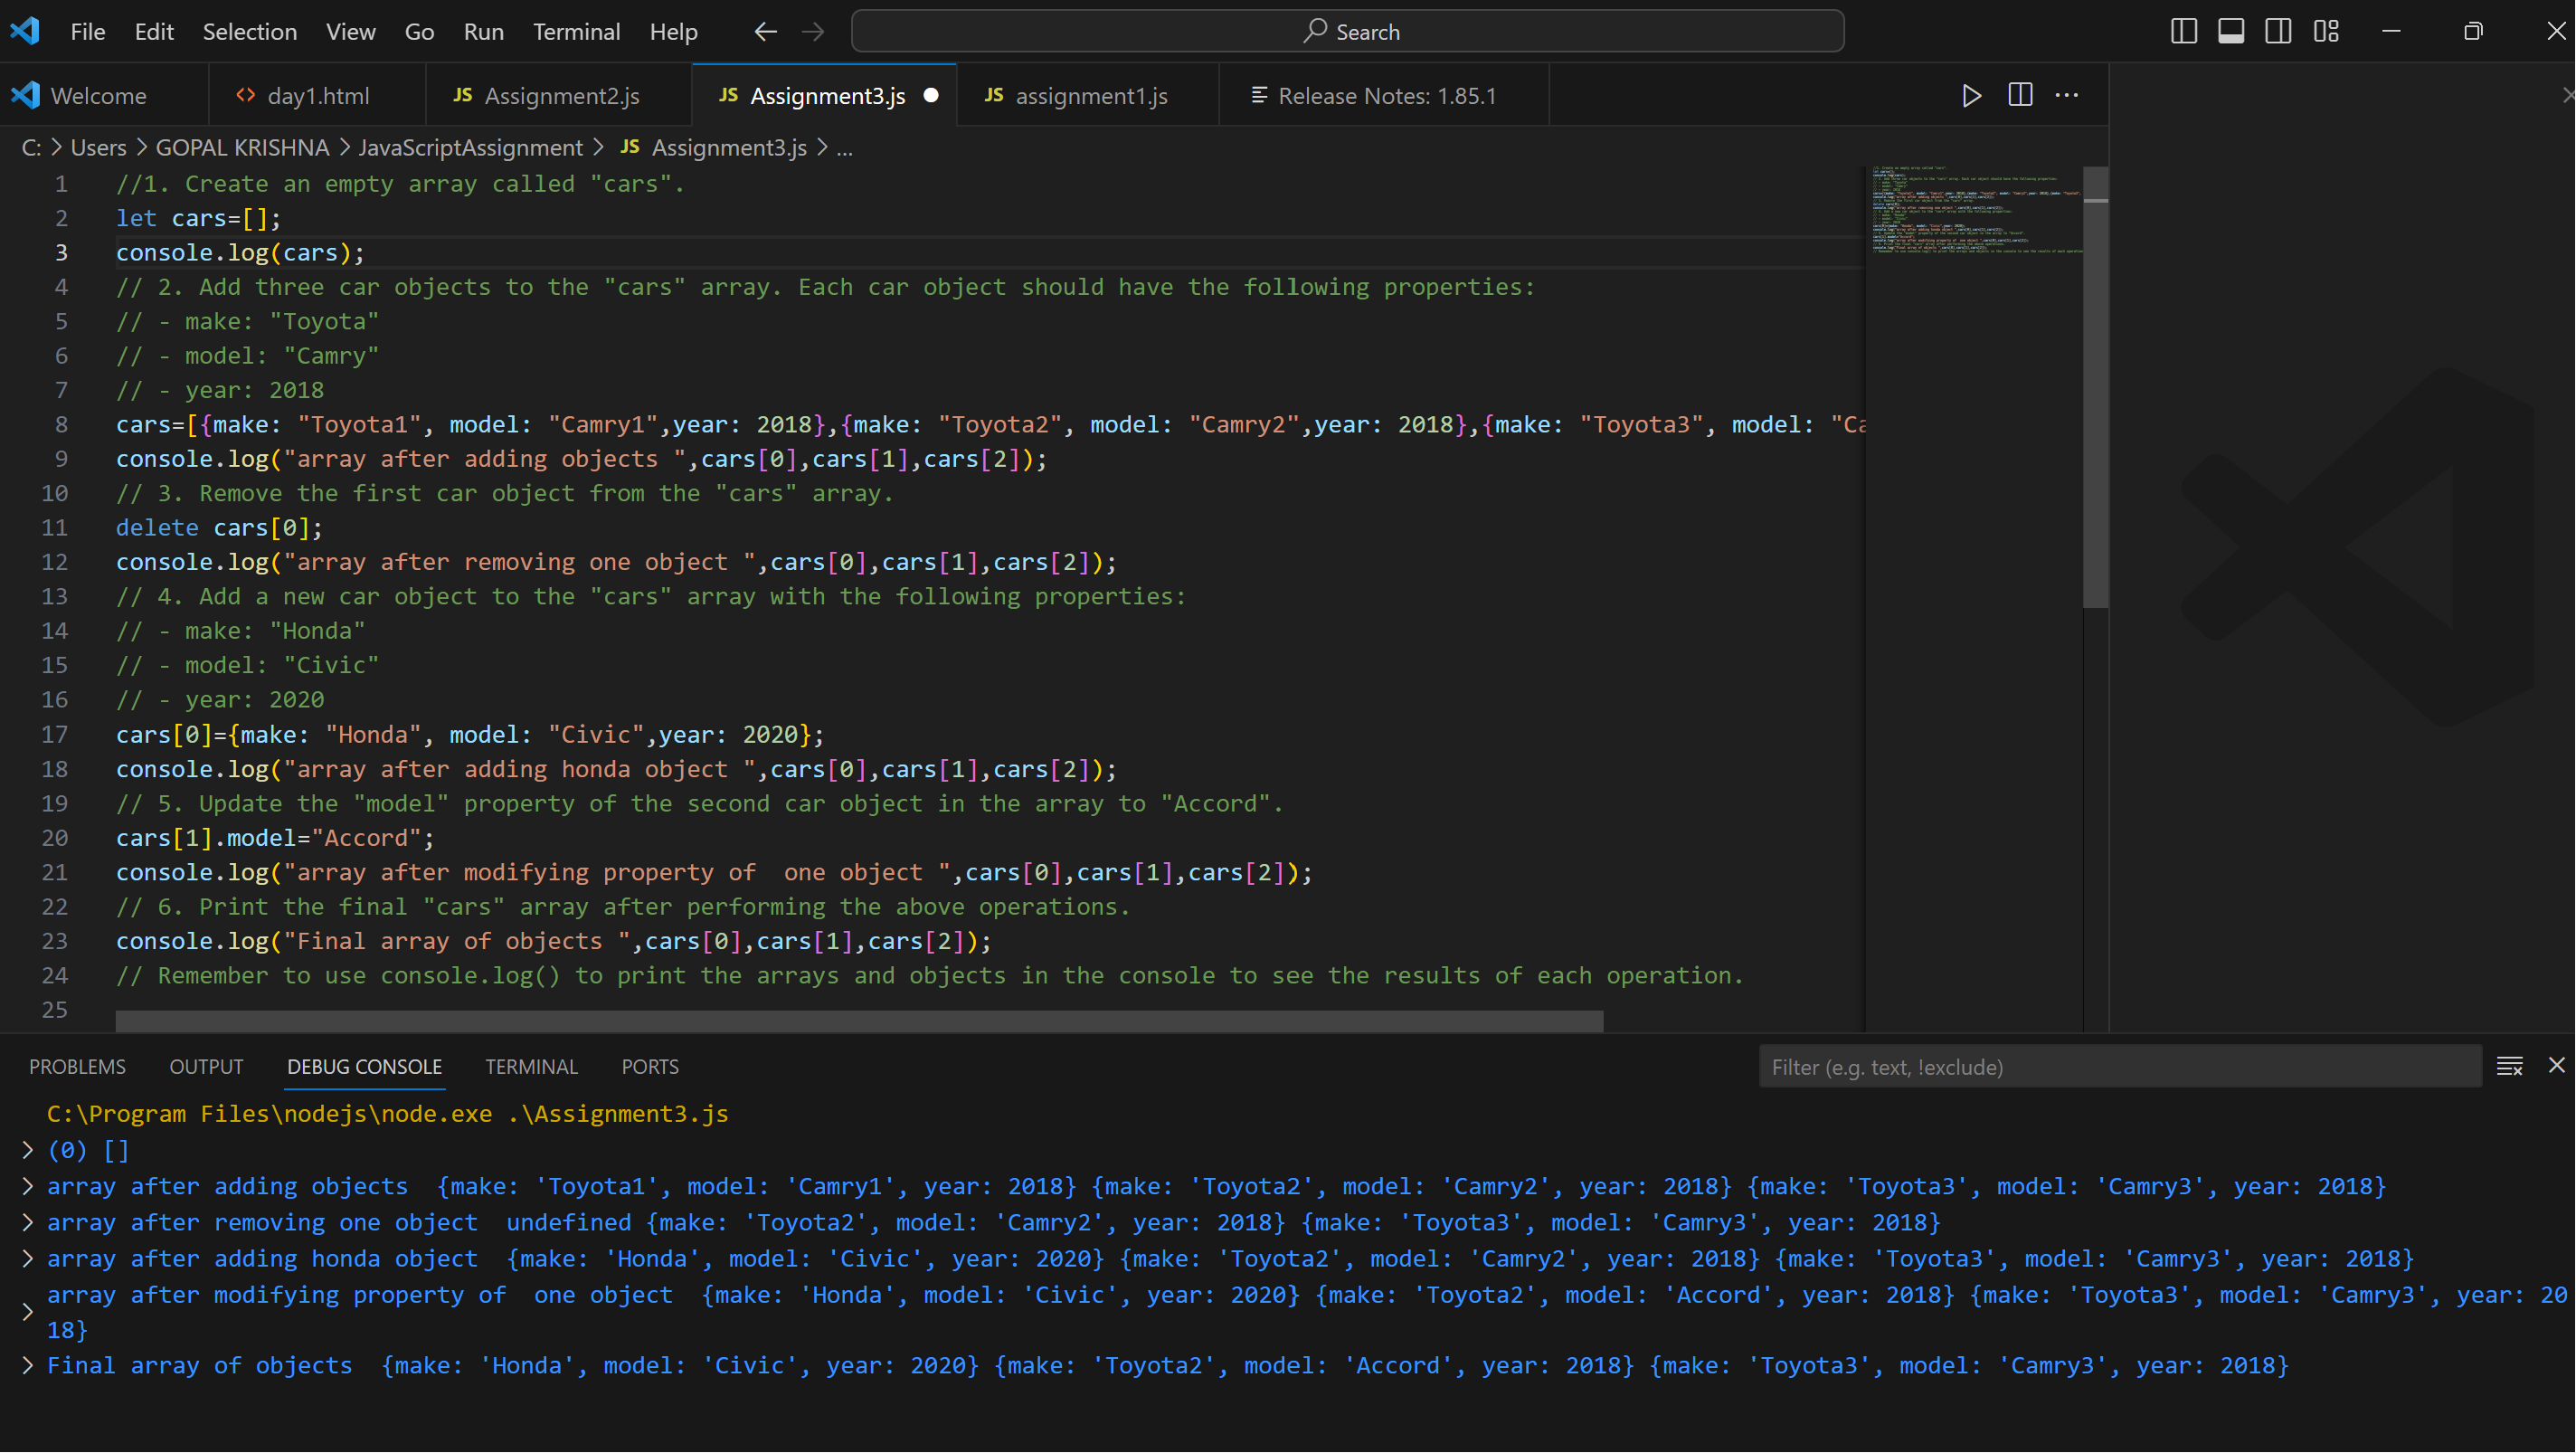 File Edit Selection View Go Run Terminal Help Search
Welcome day1.html JS Assignment2.js JS Assignment3.js JS assignment1.js Release Notes: 1.85.1
C: > Users > GOPAL KRISHNA > JavaScriptAssignment > JS Assignment3.js > ...
1 //1. Create an empty array called "cars".
2 let cars=[];
3 console.log(cars);
4 // 2. Add three car objects to the "cars" array. Each car object should have the following properties:
5 // - make: "Toyota"
6 // - model: "Camry"
7 // - year: 2018
8 cars=[{make: "Toyota1", model: "Camry1",year: 2018},{make: "Toyota2", model: "Camry2",year: 2018},{make: "Toyota3", model: "Ca
9 console.log("array after adding objects ",cars[0],cars[1],cars[2]);
10 // 3. Remove the first car object from the "cars" array.
11 delete cars[0];
12 console.log("array after removing one object ",cars[0],cars[1],cars[2]);
13 // 4. Add a new car object to the "cars" array with the following properties:
14 // - make: "Honda"
15 // - model: "Civic"
16 // - year: 2020
17 cars[0]={make: "Honda", model: "Civic",year: 2020};
18 console.log("array after adding honda object ",cars[0],cars[1],cars[2]);
19 // 5. Update the "model" property of the second car object in the array to "Accord".
20 cars[1].model="Accord";
21 console.log("array after modifying property of  one object ",cars[0],cars[1],cars[2]);
22 // 6. Print the final "cars" array after performing the above operations.
23 console.log("Final array of objects ",cars[0],cars[1],cars[2]);
24 // Remember to use console.log() to print the arrays and objects in the console to see the results of each operation.
25
PROBLEMS OUTPUT DEBUG CONSOLE TERMINAL PORTS Filter (e.g. text, !exclude)
C:\Program Files\nodejs\node.exe .\Assignment3.js
> (0) []
> array after adding objects  {make: 'Toyota1', model: 'Camry1', year: 2018} {make: 'Toyota2', model: 'Camry2', year: 2018} {make: 'Toyota3', model: 'Camry3', year: 2018}
> array after removing one object  undefined {make: 'Toyota2', model: 'Camry2', year: 2018} {make: 'Toyota3', model: 'Camry3', year: 2018}
> array after adding honda object  {make: 'Honda', model: 'Civic', year: 2020} {make: 'Toyota2', model: 'Camry2', year: 2018} {make: 'Toyota3', model: 'Camry3', year: 2018}
> array after modifying property of  one object  {make: 'Honda', model: 'Civic', year: 2020} {make: 'Toyota2', model: 'Accord', year: 2018} {make: 'Toyota3', model: 'Camry3', year: 20
18}
> Final array of objects  {make: 'Honda', model: 'Civic', year: 2020} {make: 'Toyota2', model: 'Accord', year: 2018} {make: 'Toyota3', model: 'Camry3', year: 2018}